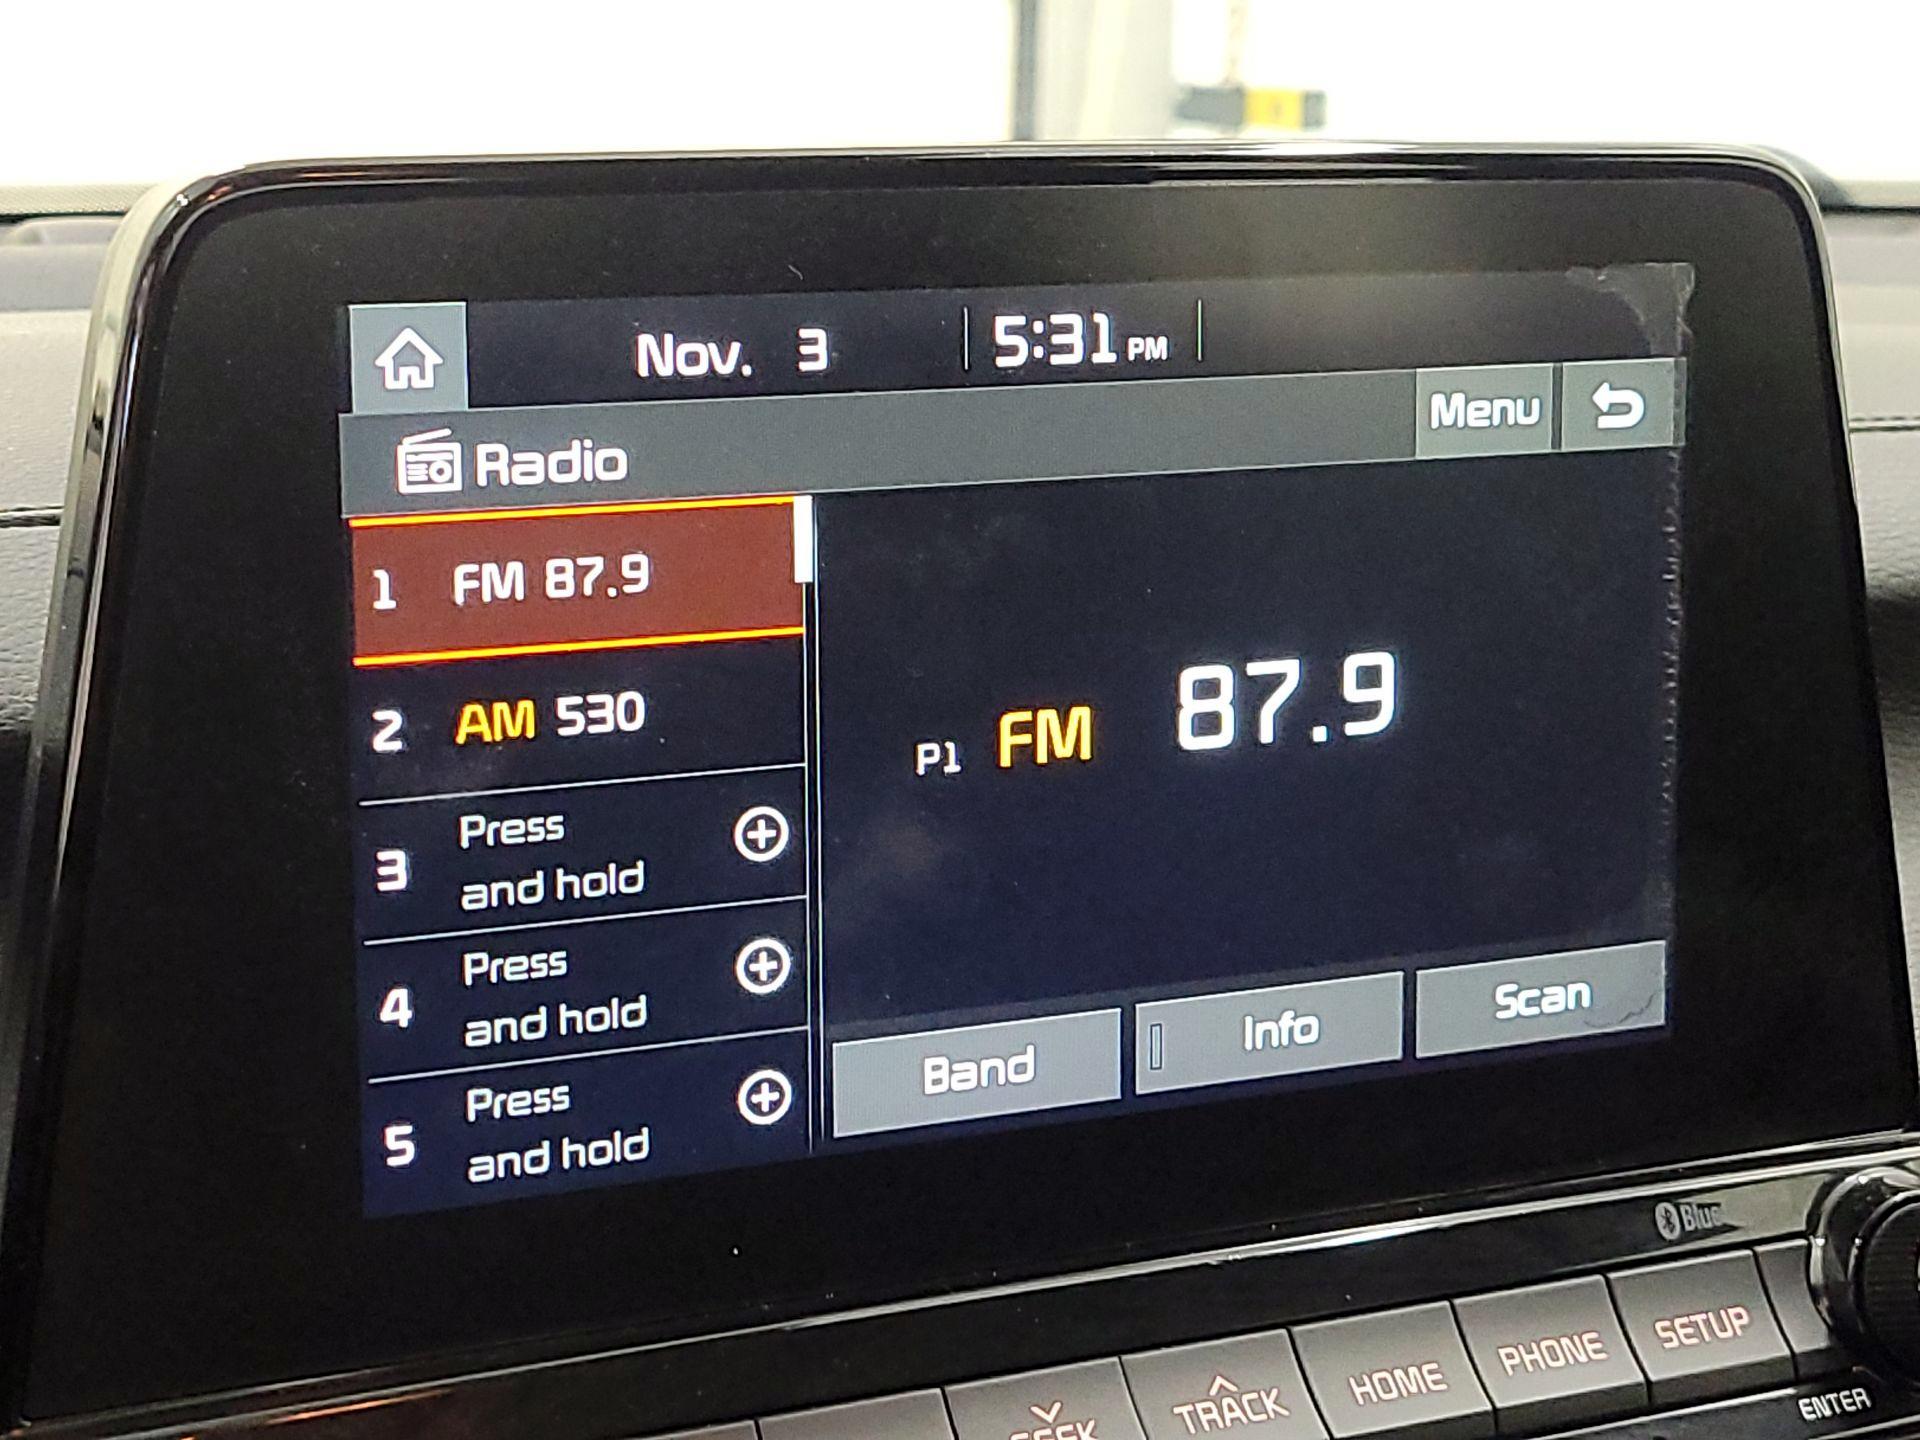 Nov. 3 5:31 PM
Menu
Radio
1 FM 87.9
2 AM 530
3 Press
and hold
4 Press
and hold
5 Press
and hold
P1 FM 87.9
Band Info Scan
TRACK HOME PHONE SETUP
ENTER